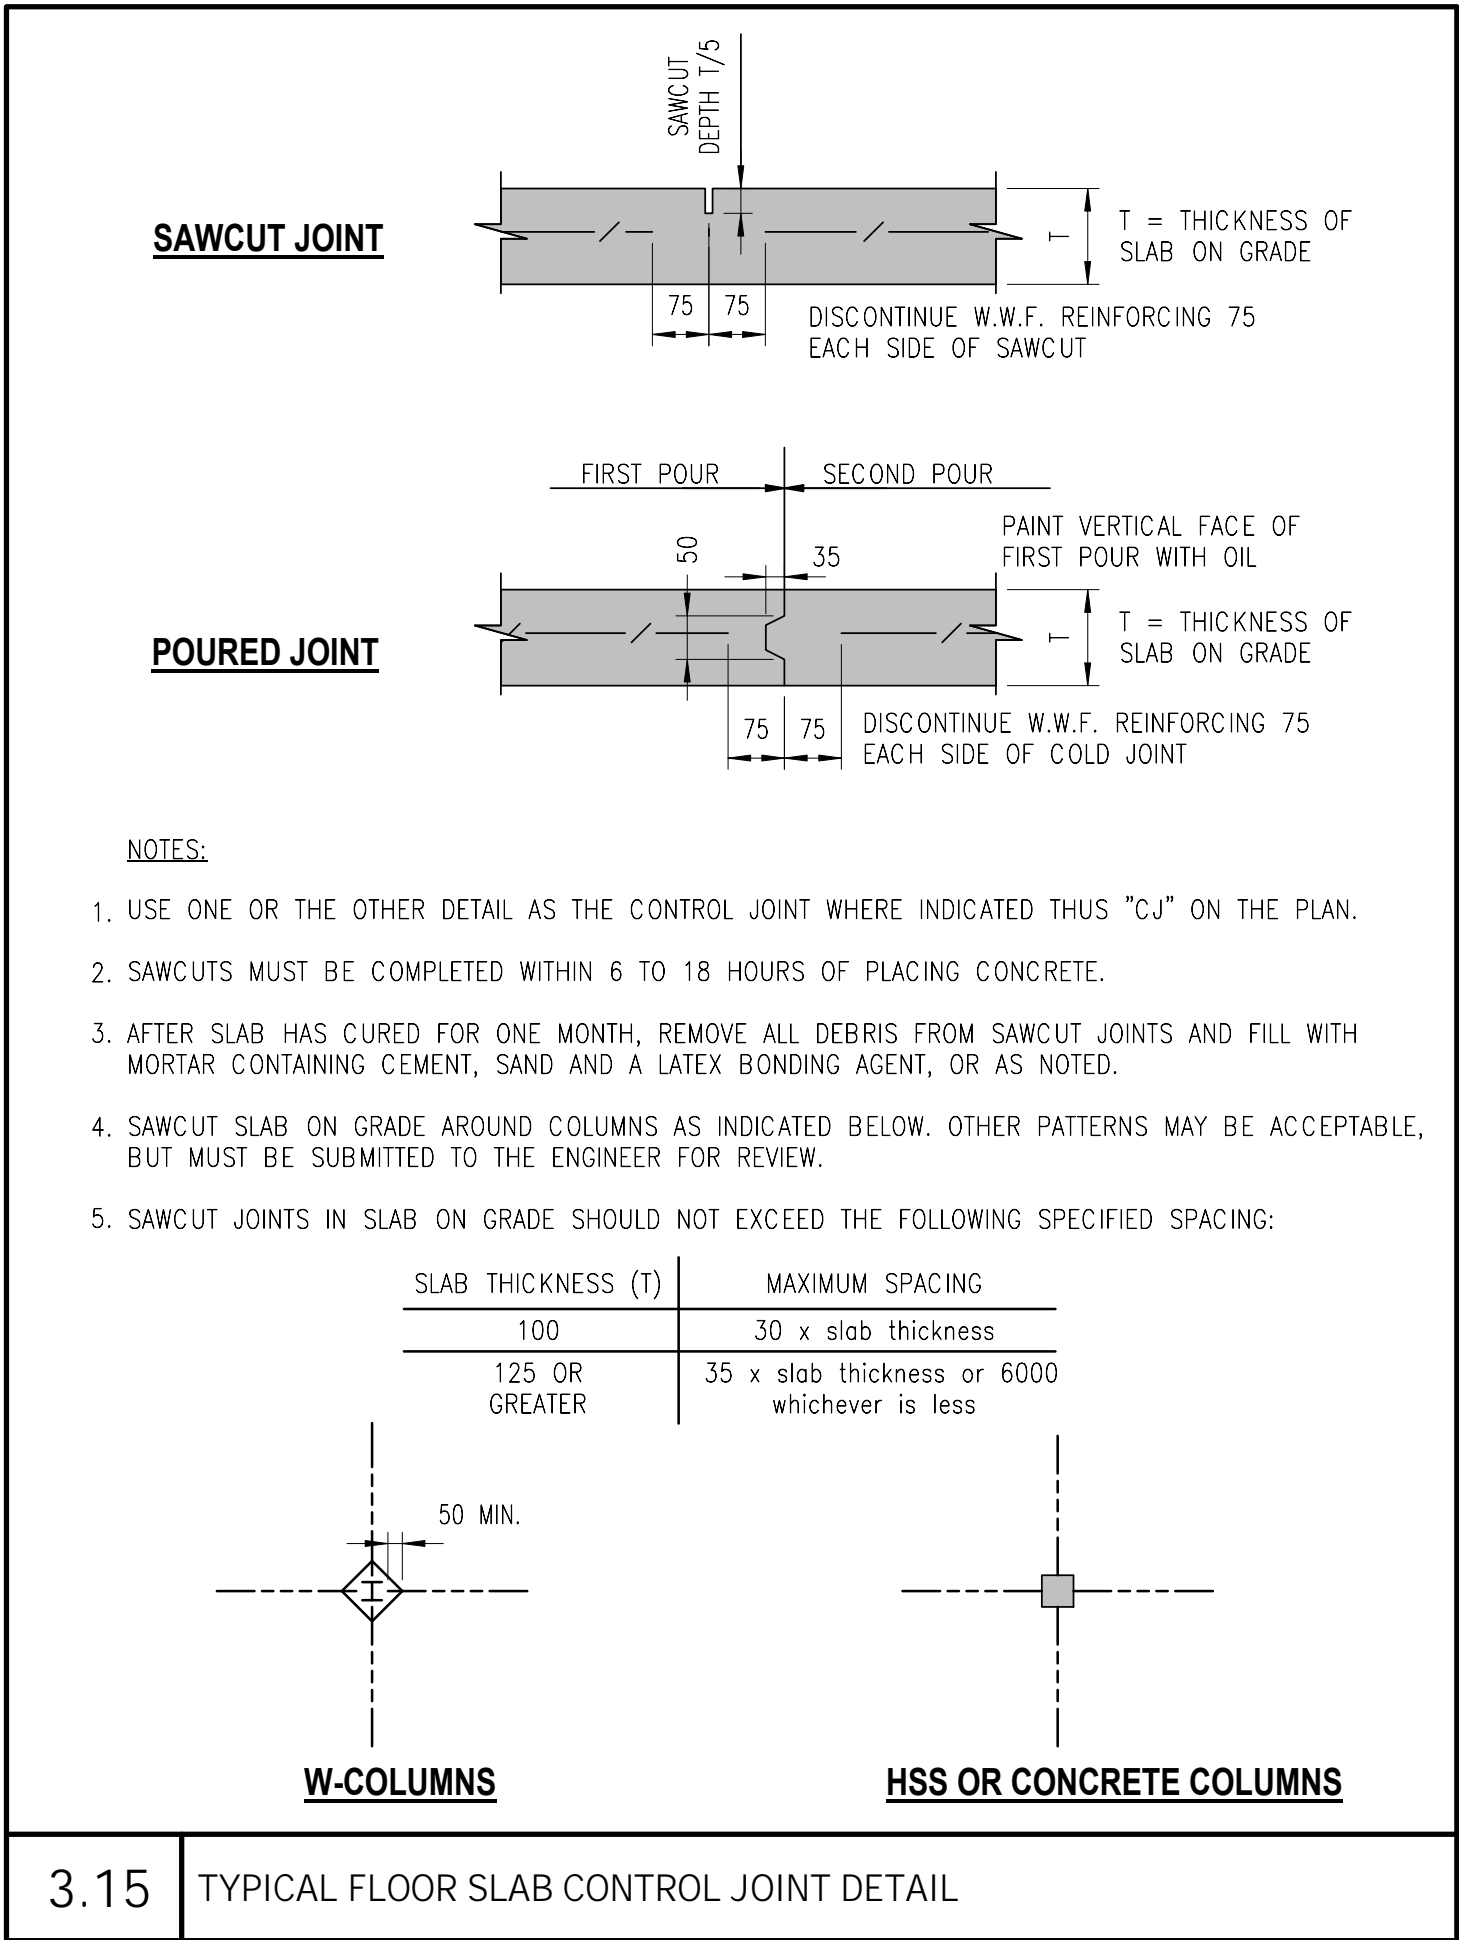 SAWCUT
DEPTH T/5
SAWCUT JOINT
T
T = THICKNESS OF
SLAB ON GRADE
75
75
DISCONTINUE W.W.F. REINFORCING 75
EACH SIDE OF SAWCUT
FIRST POUR
SECOND POUR
PAINT VERTICAL FACE OF
FIRST POUR WITH OIL
50
35
POURED JOINT
T
T = THICKNESS OF
SLAB ON GRADE
75
75
DISCONTINUE W.W.F. REINFORCING 75
EACH SIDE OF COLD JOINT
NOTES:
1. USE ONE OR THE OTHER DETAIL AS THE CONTROL JOINT WHERE INDICATED THUS "CJ" ON THE PLAN.
2. SAWCUTS MUST BE COMPLETED WITHIN 6 TO 18 HOURS OF PLACING CONCRETE.
3. AFTER SLAB HAS CURED FOR ONE MONTH, REMOVE ALL DEBRIS FROM SAWCUT JOINTS AND FILL WITH
MORTAR CONTAINING CEMENT, SAND AND A LATEX BONDING AGENT, OR AS NOTED.
4. SAWCUT SLAB ON GRADE AROUND COLUMNS AS INDICATED BELOW. OTHER PATTERNS MAY BE ACCEPTABLE,
BUT MUST BE SUBMITTED TO THE ENGINEER FOR REVIEW.
5. SAWCUT JOINTS IN SLAB ON GRADE SHOULD NOT EXCEED THE FOLLOWING SPECIFIED SPACING:
SLAB THICKNESS (T) MAXIMUM SPACING
100 30 x slab thickness
125 OR 35 x slab thickness or 6000
GREATER whichever is less
50 MIN.
W-COLUMNS
HSS OR CONCRETE COLUMNS
3.15 TYPICAL FLOOR SLAB CONTROL JOINT DETAIL